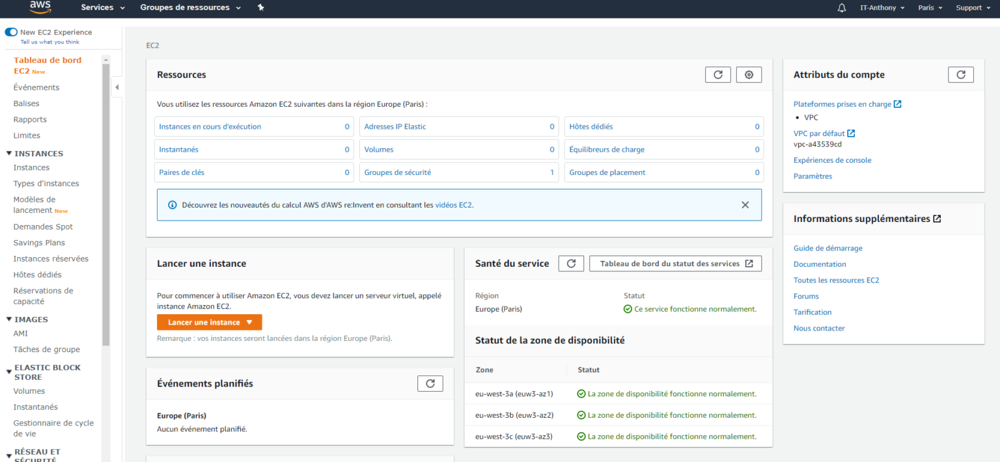 aws
Services
Groupes de ressources
IT-Anthony
Paris
Support
New EC2 Experience
Tell us what you think
Tableau de bord
EC2 New
Événements
Balises
Rapports
Limites
INSTANCES
Instances
Types d'instances
Modèles de
lancement New
Demandes Spot
Savings Plans
Instances réservées
Hôtes dédiés
Réservations de
capacité
IMAGES
AMI
Tâches de groupe
ELASTIC BLOCK
STORE
Volumes
Instantanés
Gestionnaire de cycle
de vie
RÉSEAU ET
SÉCURITÉ
EC2
Ressources
Vous utilisez les ressources Amazon EC2 suivantes dans la région Europe (Paris) :
Instances en cours d'exécution 0
Adresses IP Elastic 0
Hôtes dédiés 0
Instantanés 0
Volumes 0
Équilibreurs de charge 0
Paires de clés 0
Groupes de sécurité 1
Groupes de placement 0
Découvrez les nouveautés du calcul AWS d'AWS re:Invent en consultant les vidéos EC2.
Lancer une instance
Pour commencer à utiliser Amazon EC2, vous devez lancer un serveur virtuel, appelé
instance Amazon EC2.
Lancer une instance
Remarque : vos instances seront lancées dans la région Europe (Paris).
Événements planifiés
Europe (Paris)
Aucun événement planifié.
Santé du service
Tableau de bord du statut des services
Région
Statut
Europe (Paris)
Ce service fonctionne normalement.
Statut de la zone de disponibilité
Zone
Statut
eu-west-3a (euw3-az1)
La zone de disponibilité fonctionne normalement.
eu-west-3b (euw3-az2)
La zone de disponibilité fonctionne normalement.
eu-west-3c (euw3-az3)
La zone de disponibilité fonctionne normalement.
Attributs du compte
Plateformes prises en charge
• VPC
VPC par défaut
vpc-a43539cd
Expériences de console
Paramètres
Informations supplémentaires
Guide de démarrage
Documentation
Toutes les ressources EC2
Forums
Tarification
Nous contacter